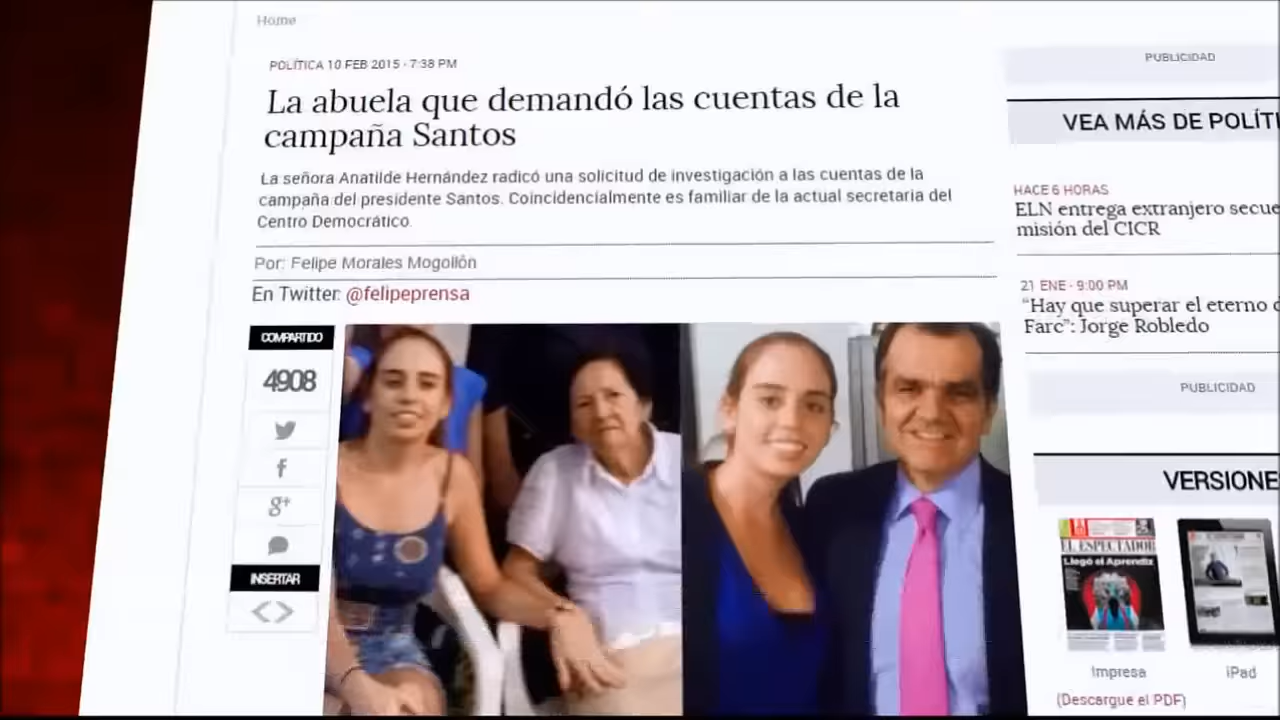 Home
POLÍTICA 10 FEB 2015 - 7:38 PM
La abuela que demandó las cuentas de la
campaña Santos
La señora Anatilde Hernández radicó una solicitud de investigación a las cuentas de la
campaña del presidente Santos. Coincidencialmente es familiar de la actual secretaria del
Centro Democrático.
Por: Felipe Morales Mogollón
En Twitter: @felipeprensa
COMPARTIDO
4908
g+
INSERTAR
PUBLICIDAD
VEA MÁS DE POLÍTI
HACE 6 HORAS
ELN entrega extranjero secue
misión del CICR
21 ENE - 9:00 PM
“Hay que superar el eterno
Farc”: Jorge Robledo
PUBLICIDAD
VERSIONE
EL ESPECTADOR
Llegó el Aprendiz
Impresa
iPad
(Descargue el PDF)